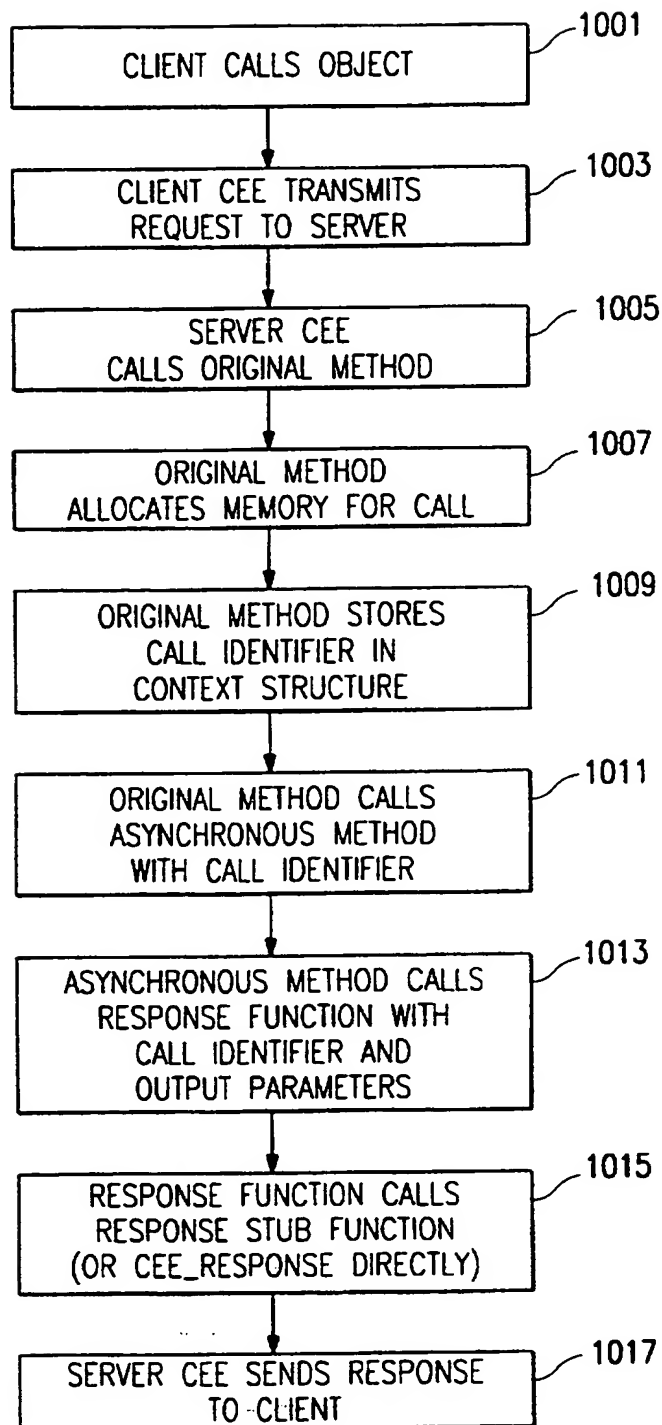 1001
CLIENT CALLS OBJECT
1003
CLIENT CEE TRANSMITS
REQUEST TO SERVER
1005
SERVER CEE
CALLS ORIGINAL METHOD
1007
ORIGINAL METHOD
ALLOCATES MEMORY FOR CALL
1009
ORIGINAL METHOD STORES
CALL IDENTIFIER IN
CONTEXT STRUCTURE
1011
ORIGINAL METHOD CALLS
ASYNCHRONOUS METHOD
WITH CALL IDENTIFIER
1013
ASYNCHRONOUS METHOD CALLS
RESPONSE FUNCTION WITH
CALL IDENTIFIER AND
OUTPUT PARAMETERS
1015
RESPONSE FUNCTION CALLS
RESPONSE STUB FUNCTION
(OR CEE_RESPONSE DIRECTLY)
1017
SERVER CEE SENDS RESPONSE
TO CLIENT